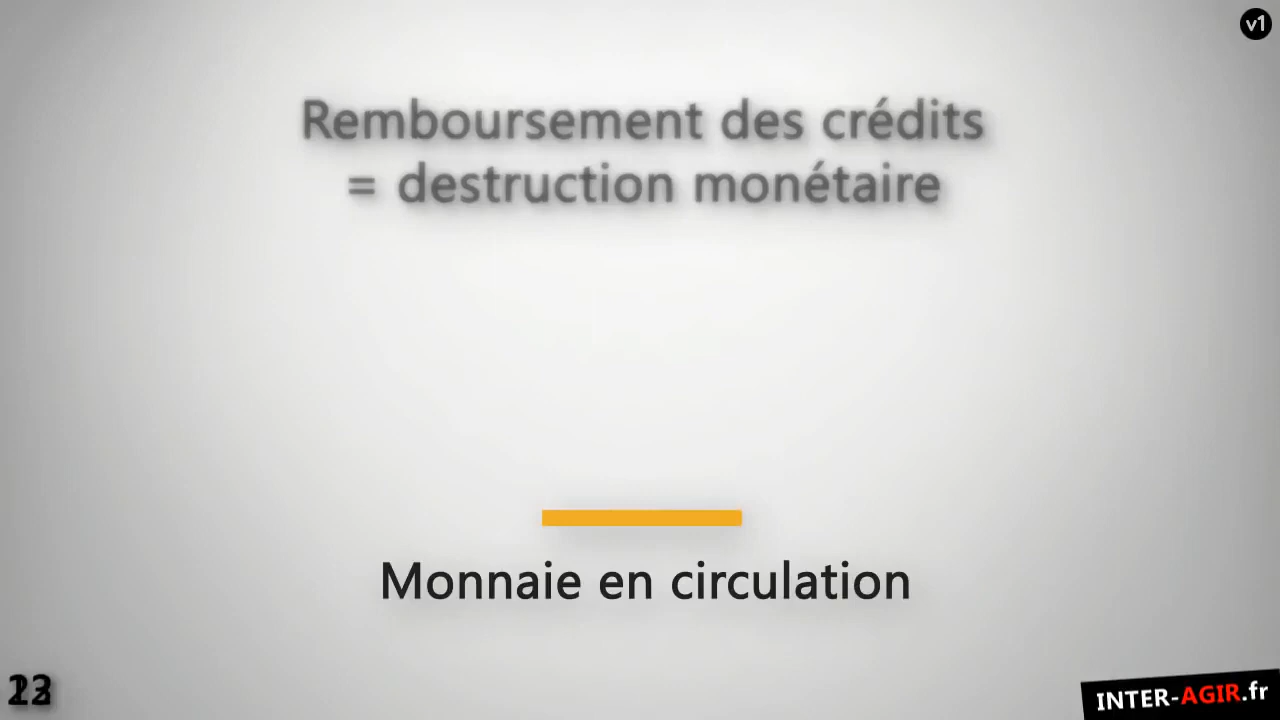 v1
Remboursement des crédits
= destruction monétaire
Monnaie en circulation
INTER-AGIR.fr